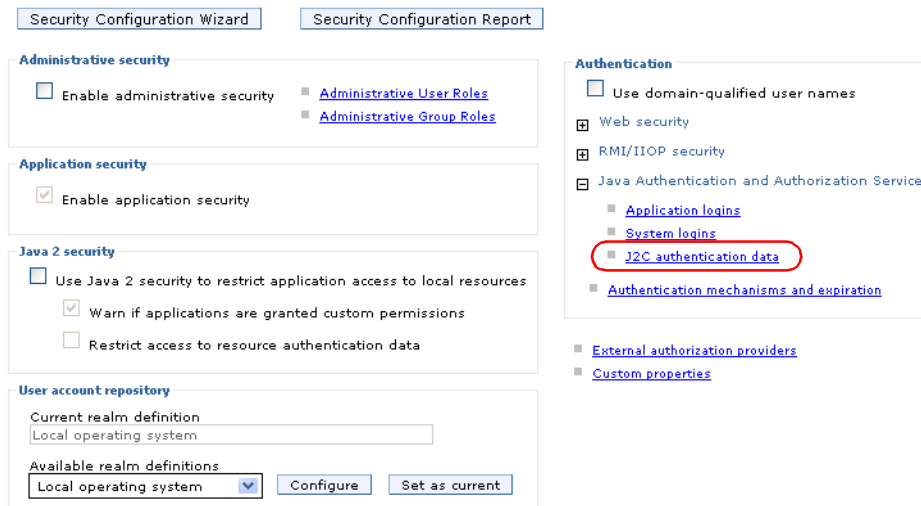 Security Configuration Wizard
Security Configuration Report
Administrative security
Enable administrative security
Administrative User Roles
Administrative Group Roles
Application security
Enable application security
Java 2 security
Use Java 2 security to restrict application access to local resources
Warn if applications are granted custom permissions
Restrict access to resource authentication data
User account repository
Current realm definition
Local operating system
Available realm definitions
Local operating system
Configure
Set as current
Authentication
Use domain-qualified user names
Web security
RMI/IIOP security
Java Authentication and Authorization Service
Application logins
System logins
J2C authentication data
Authentication mechanisms and expiration
External authorization providers
Custom properties